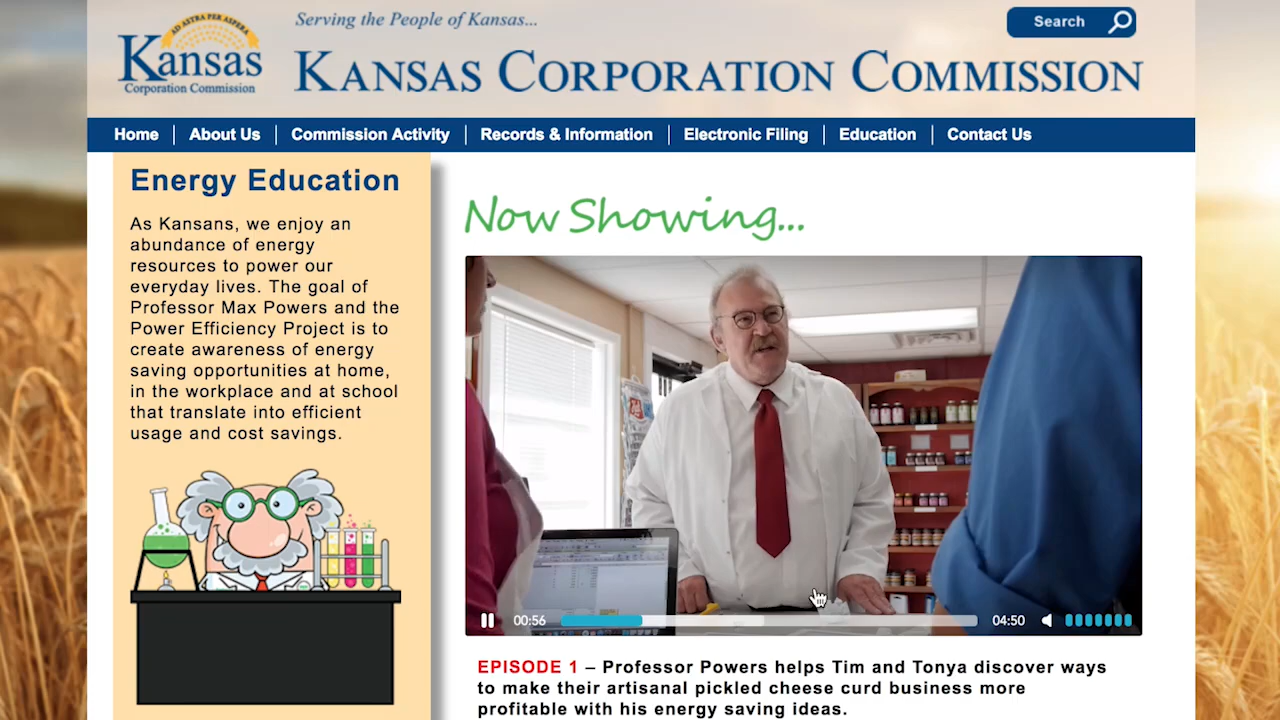 AD ASTRA PER ASPERA
Kansas
Corporation Commission
Serving the People of Kansas...
KANSAS CORPORATION COMMISSION
Search
Home
About Us
Commission Activity
Records & Information
Electronic Filing
Education
Contact Us
Energy Education
As Kansans, we enjoy an
abundance of energy
resources to power our
everyday lives. The goal of
Professor Max Powers and the
Power Efficiency Project is to
create awareness of energy
saving opportunities at home,
in the workplace and at school
that translate into efficient
usage and cost savings.
Now Showing...
00:56
04:50
EPISODE 1 – Professor Powers helps Tim and Tonya discover ways
to make their artisanal pickled cheese curd business more
profitable with his energy saving ideas.